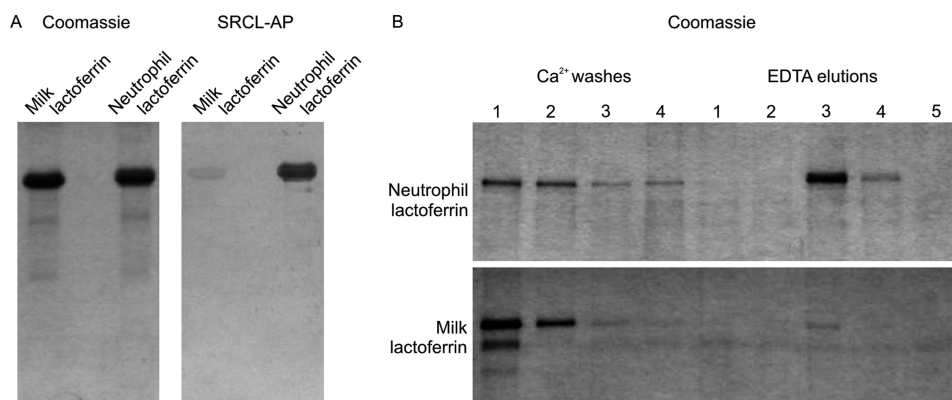 A
Coomassie
SRCL-AP
Milk
lactoferrin
Neutrophil
lactoferrin
Milk
lactoferrin
Neutrophil
lactoferrin
B
Coomassie
Ca²⁺ washes
EDTA elutions
1 2 3 4 1 2 3 4 5
Neutrophil
lactoferrin
Milk
lactoferrin